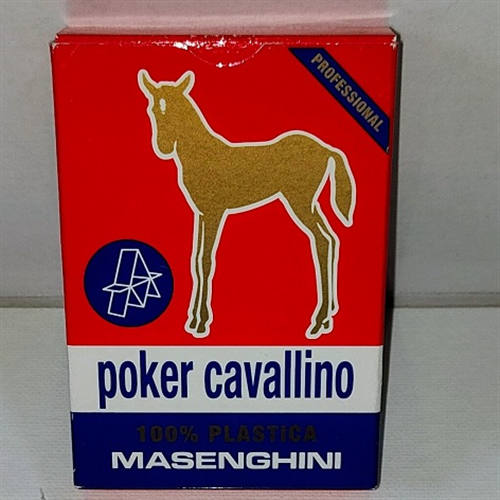 PROFESSIONAL
poker cavallino
100% PLASTiCA
MASENGHINI